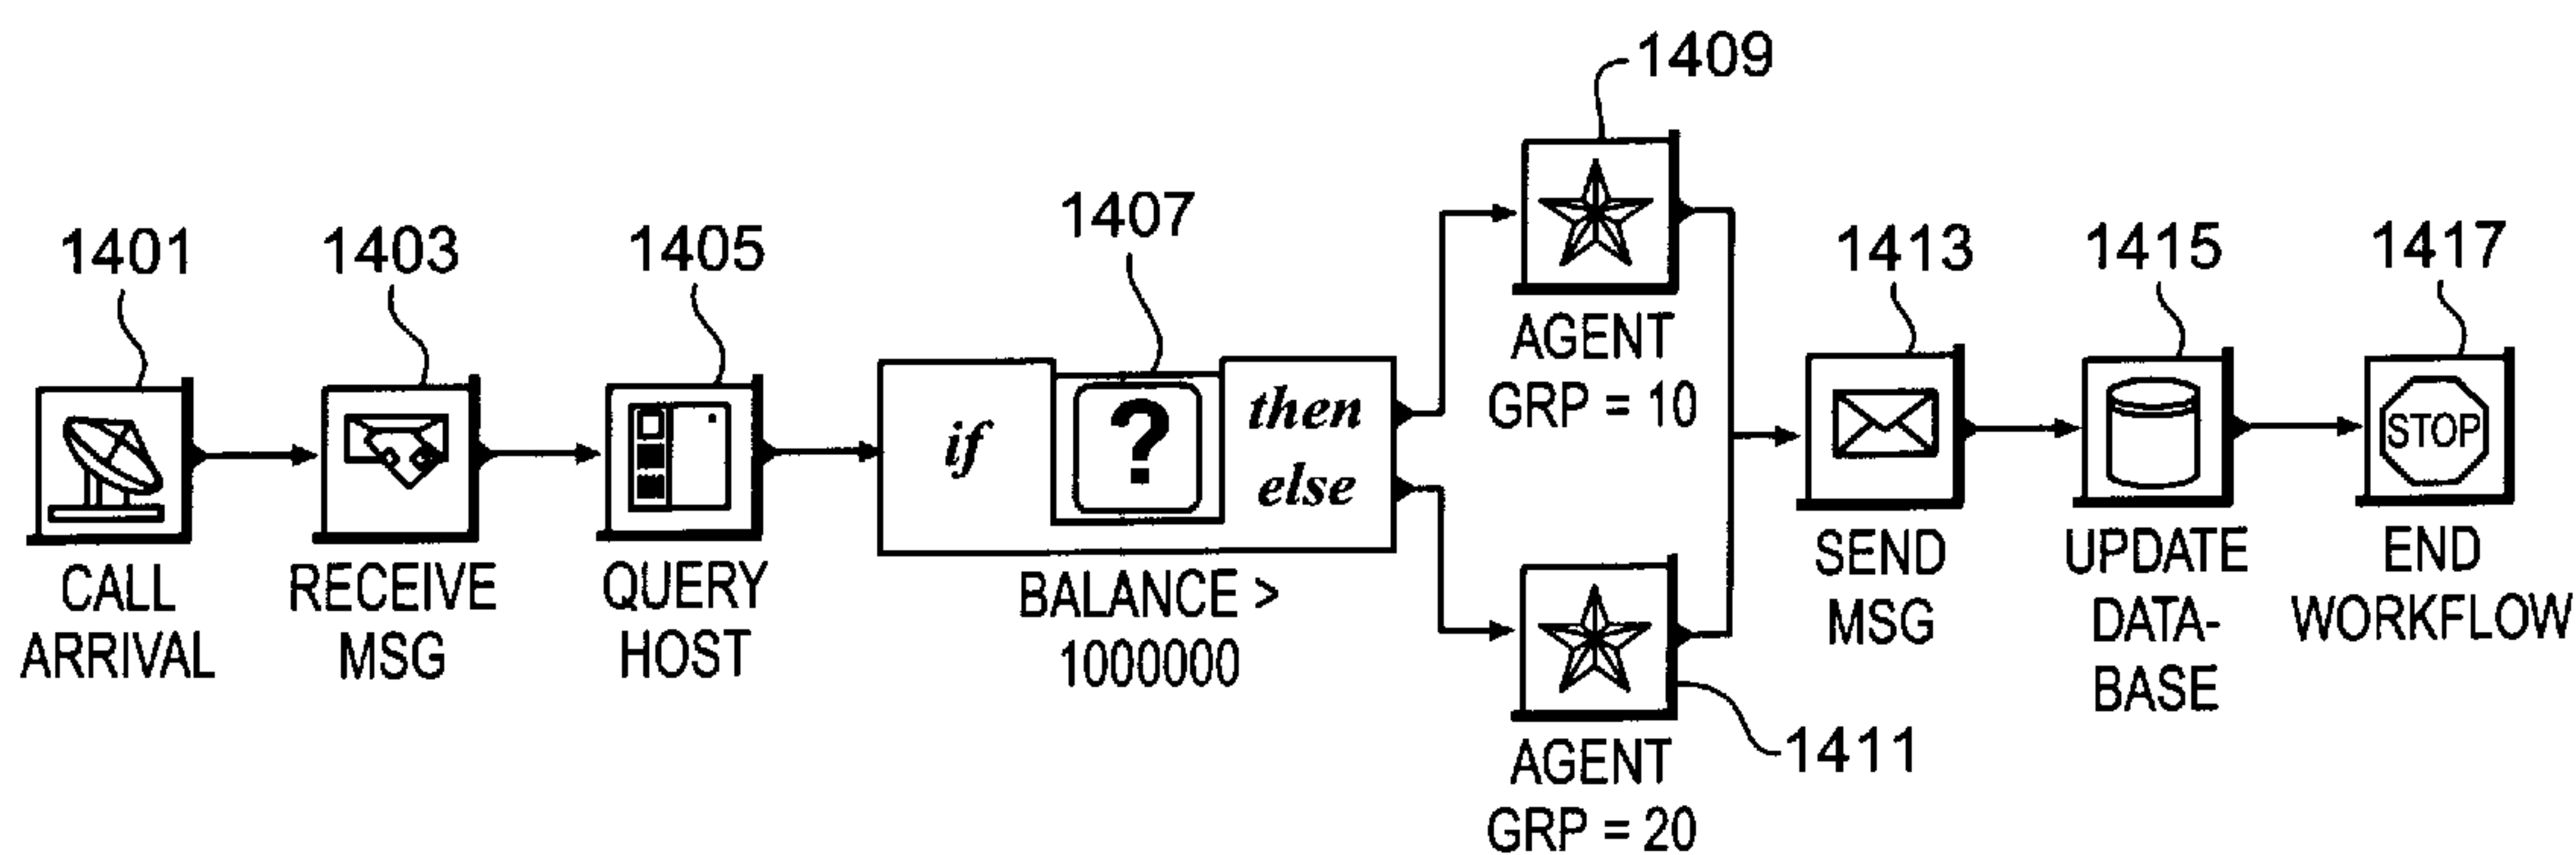 1401
CALL
ARRIVAL
1403
RECEIVE
MSG
1405
QUERY
HOST
1407
if
?
then
else
BALANCE >
1000000
1409
AGENT
GRP = 10
1411
AGENT
GRP = 20
1413
SEND
MSG
1415
UPDATE
DATA-
BASE
1417
STOP
END
WORKFLOW